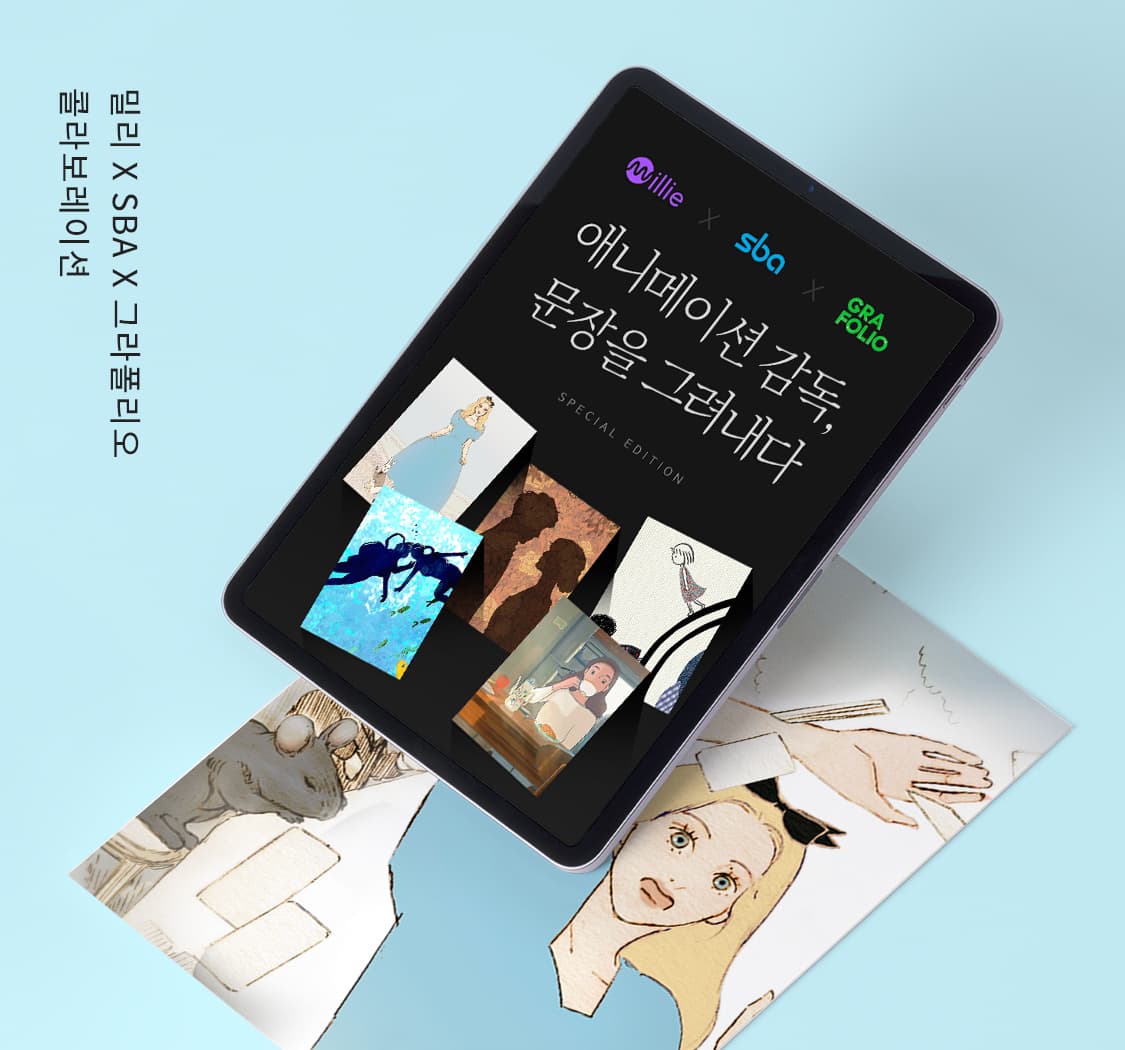 밀리 X SBA X 그라폴리오
콜라보레이션
millie X sba X GRA FOLIO
애니메이션 감독,
문장을 그려내다
SPECIAL EDITION